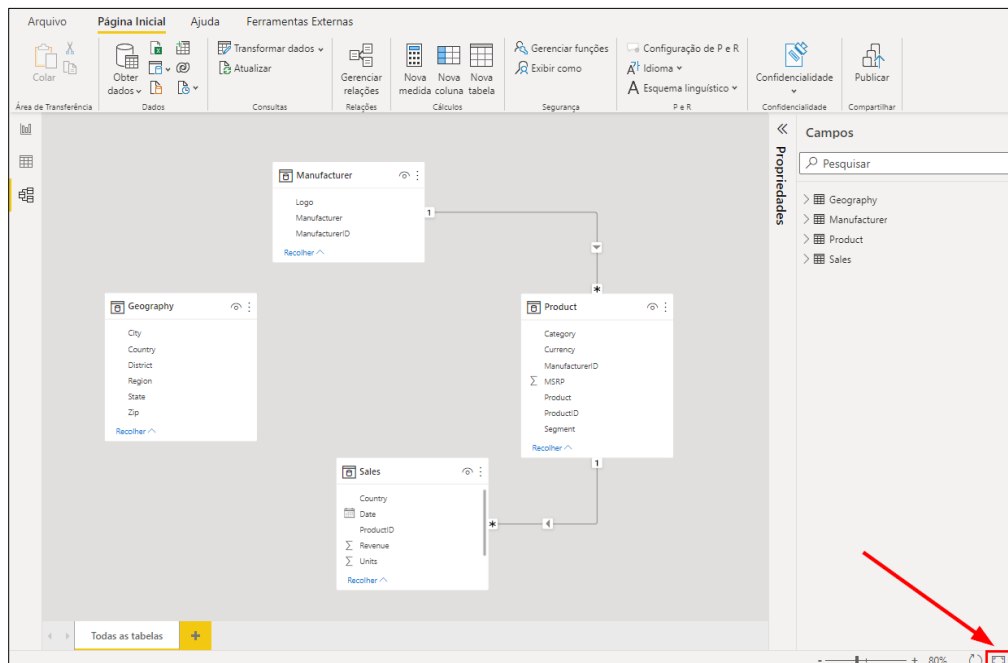 Arquivo Página Inicial Ajuda Ferramentas Externas
Colar
Obter
dados
Transformar dados
Atualizar
Gerenciar
relações
Nova
medida
Nova
coluna
Nova
tabela
Gerenciar funções
Exibir como
Configuração de P e R
Idioma
Esquema linguístico
Confidencialidade
Publicar
Área de Transferência Dados Consultas Relações Cálculos Segurança P e R Confidencialidade Compartilhar
Manufacturer
Logo
Manufacturer
ManufacturerID
Recolher
1
*
Geography
City
Country
District
Region
State
Zip
Recolher
Product
Category
Currency
ManufacturerID
Σ MSRP
Product
ProductID
Segment
Recolher
1
*
Sales
Country
Date
ProductID
Σ Revenue
Σ Units
Recolher
Propriedades
Campos
Pesquisar
Geography
Manufacturer
Product
Sales
Todas as tabelas +
- + 80%